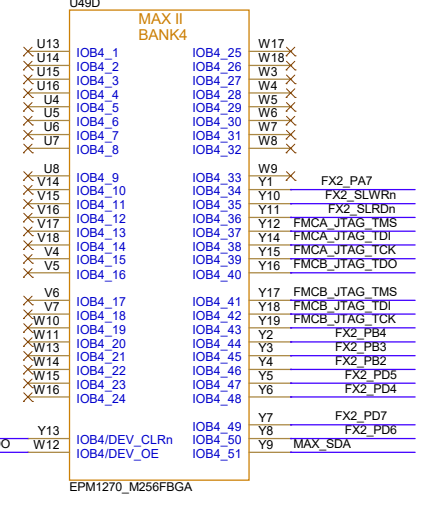 U49D
MAX II
BANK4
U13 IOB4_1 IOB4_25 W17
U14 IOB4_2 IOB4_26 W18
U15 IOB4_3 IOB4_27 W3
U16 IOB4_4 IOB4_28 W4
U4 IOB4_5 IOB4_29 W5
U5 IOB4_6 IOB4_30 W6
U6 IOB4_7 IOB4_31 W7
U7 IOB4_8 IOB4_32 W8
U8 IOB4_9 IOB4_33 W9
V14 IOB4_10 IOB4_34 Y1 FX2_PA7
V15 IOB4_11 IOB4_35 Y10 FX2_SLWRn
V16 IOB4_12 IOB4_36 Y11 FX2_SLRDn
V17 IOB4_13 IOB4_37 Y12 FMCA_JTAG_TMS
V18 IOB4_14 IOB4_38 Y14 FMCA_JTAG_TDI
V4 IOB4_15 IOB4_39 Y15 FMCA_JTAG_TCK
V5 IOB4_16 IOB4_40 Y16 FMCB_JTAG_TDO
V6 IOB4_17 IOB4_41 Y17 FMCB_JTAG_TMS
V7 IOB4_18 IOB4_42 Y18 FMCB_JTAG_TDI
W10 IOB4_19 IOB4_43 Y19 FMCB_JTAG_TCK
W11 IOB4_20 IOB4_44 Y2 FX2_PB4
W13 IOB4_21 IOB4_45 Y3 FX2_PB3
W14 IOB4_22 IOB4_46 Y4 FX2_PB2
W15 IOB4_23 IOB4_47 Y5 FX2_PD5
W16 IOB4_24 IOB4_48 Y6 FX2_PD4
IOB4_49 Y7 FX2_PD7
Y13 IOB4/DEV_CLRn IOB4_50 Y8 FX2_PD6
O W12 IOB4/DEV_OE IOB4_51 Y9 MAX_SDA
EPM1270_M256FBGA